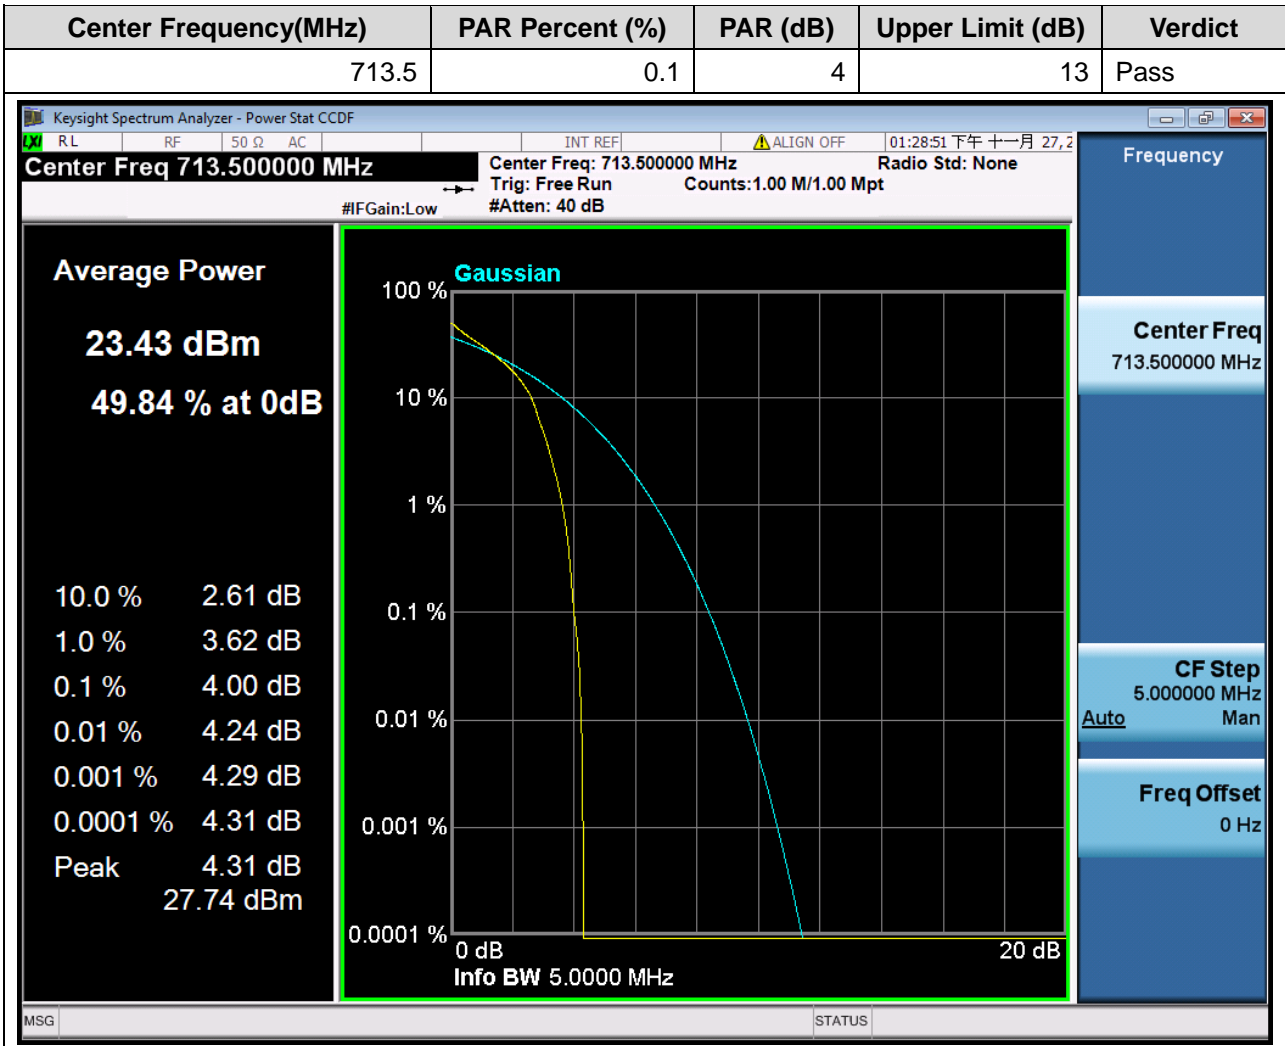 Center Frequency(MHz) PAR Percent (%) PAR (dB) Upper Limit (dB) Verdict
713.5 0.1 4 13 Pass
Keysight Spectrum Analyzer - Power Stat CCDF
LXI RL RF 50 Ω AC INT REF ALIGN OFF 01:28:51 下午 十一月 27, 2
Center Freq 713.500000 MHz
Center Freq: 713.500000 MHz Radio Std: None
Trig: Free Run Counts:1.00 M/1.00 Mpt
#IFGain:Low #Atten: 40 dB
Average Power
23.43 dBm
49.84 % at 0dB
10.0 % 2.61 dB
1.0 % 3.62 dB
0.1 % 4.00 dB
0.01 % 4.24 dB
0.001 % 4.29 dB
0.0001 % 4.31 dB
Peak 4.31 dB
27.74 dBm
Gaussian
100 %
10 %
1 %
0.1 %
0.01 %
0.001 %
0.0001 %
0 dB 20 dB
Info BW 5.0000 MHz
Frequency
Center Freq
713.500000 MHz
CF Step
5.000000 MHz
Auto Man
Freq Offset
0 Hz
MSG STATUS